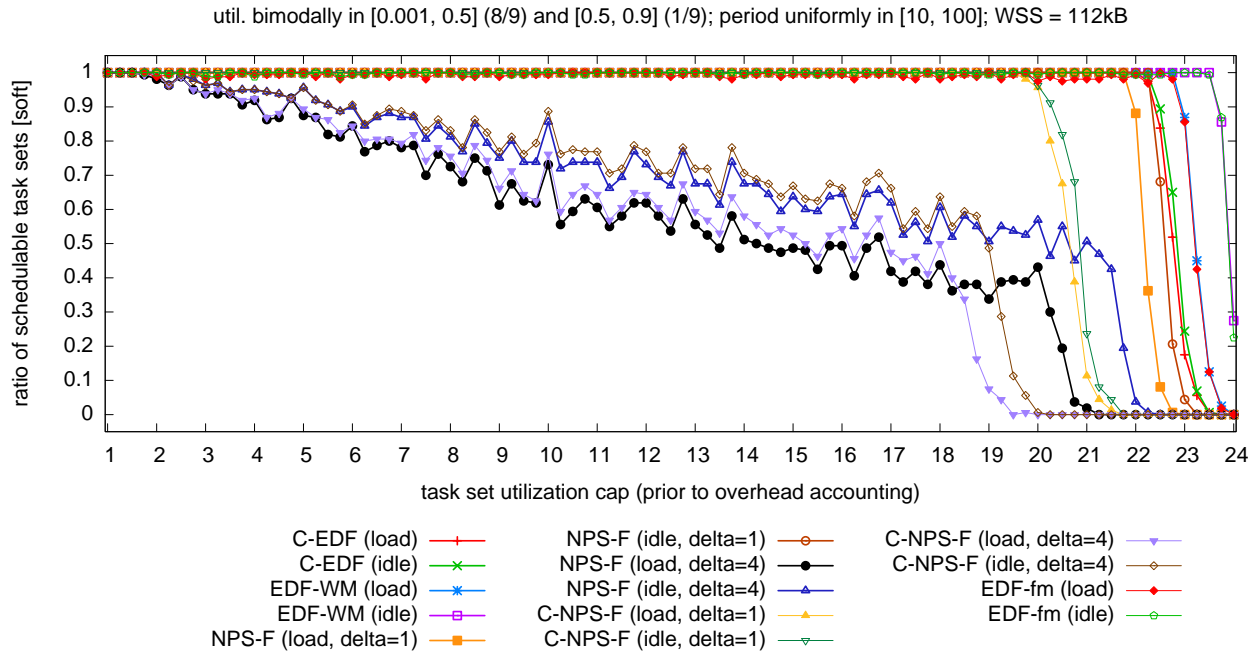 util. bimodally in [0.001, 0.5] (8/9) and [0.5, 0.9] (1/9); period uniformly in [10, 100]; WSS = 112kB
ratio of schedulable task sets [soft]
1
0.9
0.8
0.7
0.6
0.5
0.4
0.3
0.2
0.1
0
1 2 3 4 5 6 7 8 9 10 11 12 13 14 15 16 17 18 19 20 21 22 23 24
task set utilization cap (prior to overhead accounting)
C-EDF (load)
C-EDF (idle)
EDF-WM (load)
EDF-WM (idle)
NPS-F (load, delta=1)
NPS-F (idle, delta=1)
NPS-F (load, delta=4)
NPS-F (idle, delta=4)
C-NPS-F (load, delta=1)
C-NPS-F (idle, delta=1)
C-NPS-F (load, delta=4)
C-NPS-F (idle, delta=4)
EDF-fm (load)
EDF-fm (idle)